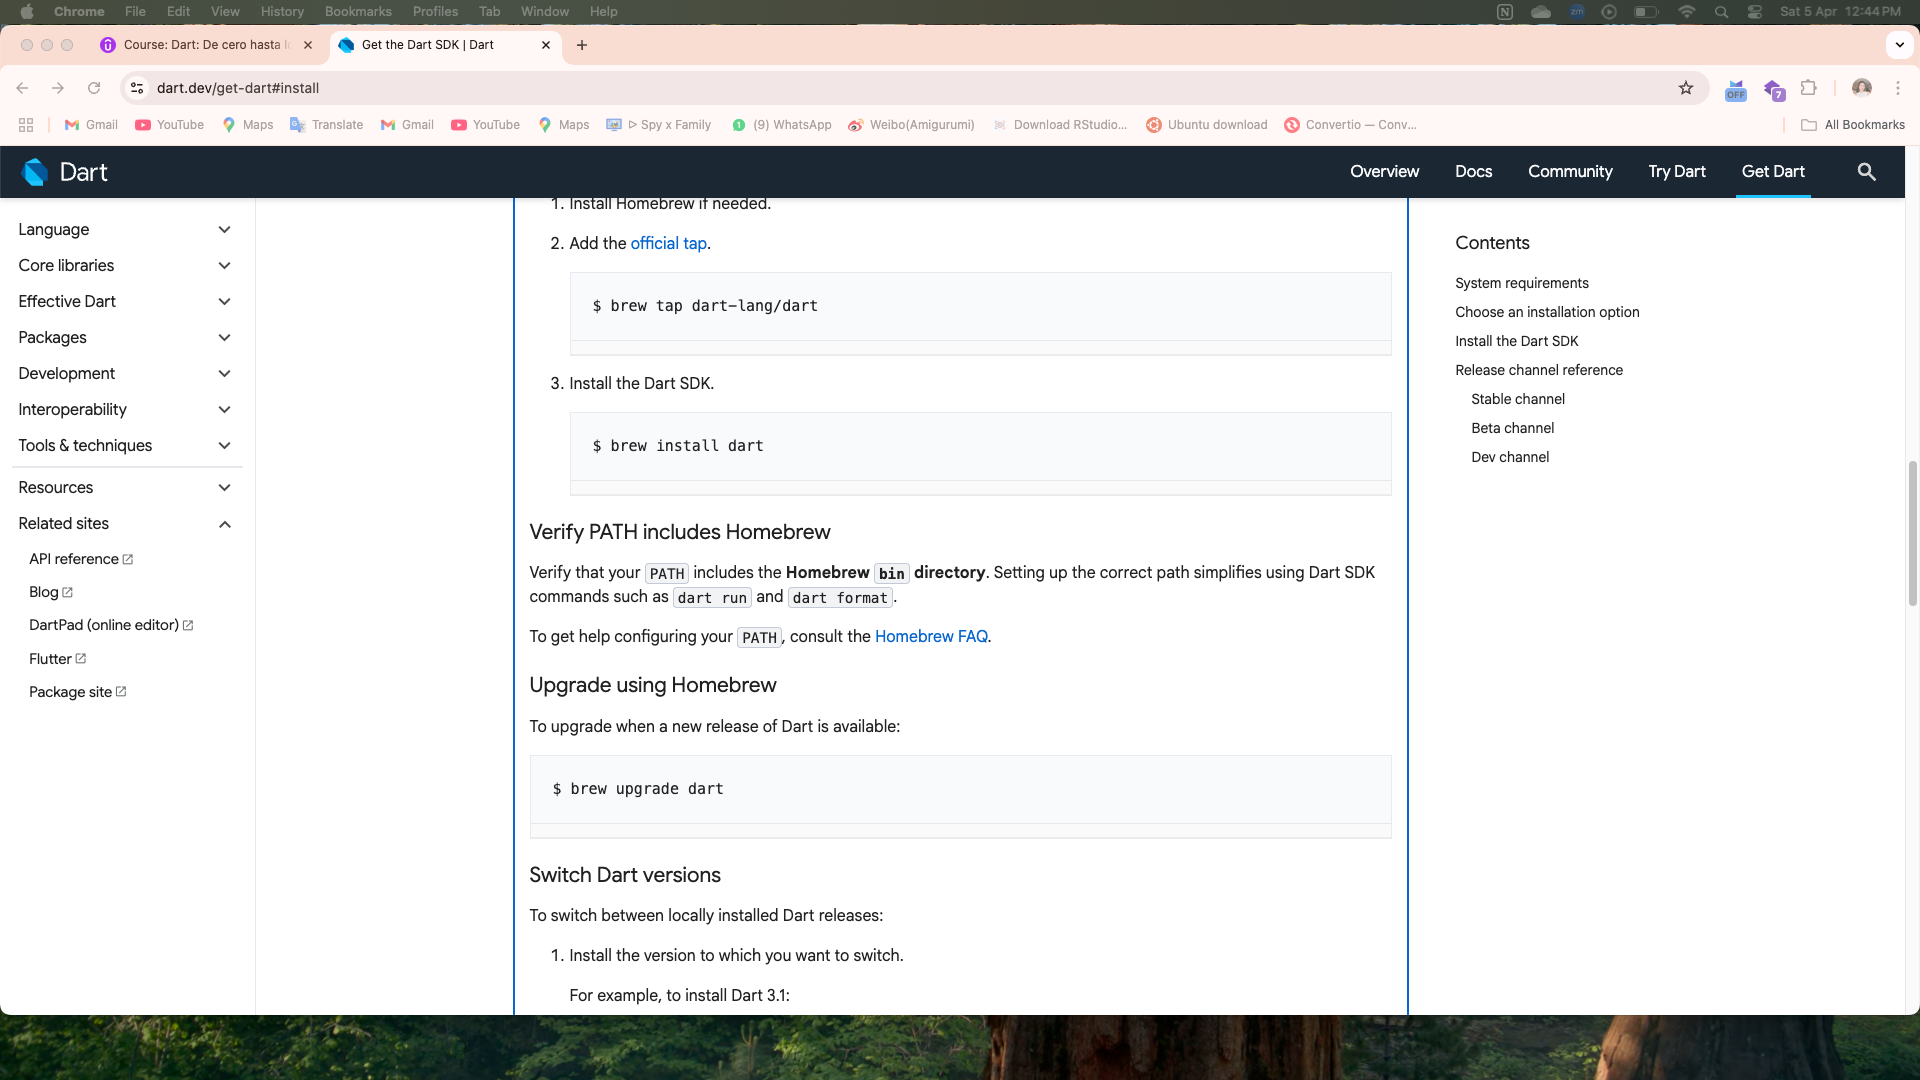 Chrome File Edit View History Bookmarks Profiles Tab Window Help
Sat 5 Apr 12:44 PM
Course: Dart: De cero hasta
Get the Dart SDK | Dart
dart.dev/get-dart#install
OFF
7
Gmail YouTube Maps Translate Gmail YouTube Maps ▷ Spy x Family (9) WhatsApp Weibo(Amigurumi) Download RStudio... Ubuntu download Convertio — Conv... All Bookmarks
Dart
Overview Docs Community Try Dart Get Dart
Language
Core libraries
Effective Dart
Packages
Development
Interoperability
Tools & techniques
Resources
Related sites
API reference
Blog
DartPad (online editor)
Flutter
Package site
1. Install Homebrew if needed.
2. Add the official tap.
$ brew tap dart-lang/dart
3. Install the Dart SDK.
$ brew install dart
Verify PATH includes Homebrew
Verify that your PATH includes the Homebrew bin directory. Setting up the correct path simplifies using Dart SDK
commands such as dart run and dart format.
To get help configuring your PATH, consult the Homebrew FAQ.
Upgrade using Homebrew
To upgrade when a new release of Dart is available:
$ brew upgrade dart
Switch Dart versions
To switch between locally installed Dart releases:
1. Install the version to which you want to switch.
For example, to install Dart 3.1:
Contents
System requirements
Choose an installation option
Install the Dart SDK
Release channel reference
Stable channel
Beta channel
Dev channel